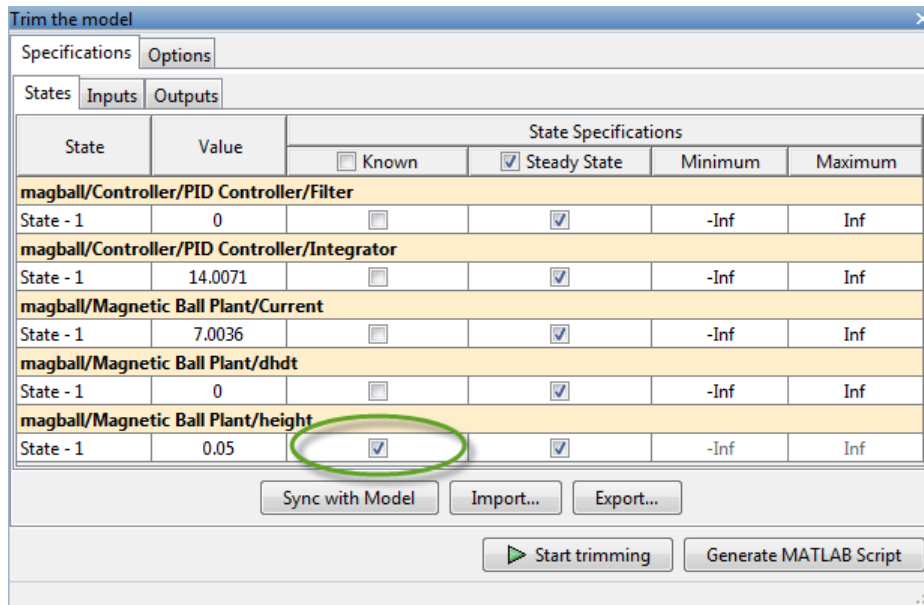 Trim the model
Specifications Options
States Inputs Outputs
State Value State Specifications
Known Steady State Minimum Maximum
magball/Controller/PID Controller/Filter
State - 1 0 -Inf Inf
magball/Controller/PID Controller/Integrator
State - 1 14.0071 -Inf Inf
magball/Magnetic Ball Plant/Current
State - 1 7.0036 -Inf Inf
magball/Magnetic Ball Plant/dhdt
State - 1 0 -Inf Inf
magball/Magnetic Ball Plant/height
State - 1 0.05 -Inf Inf
Sync with Model Import... Export...
Start trimming Generate MATLAB Script